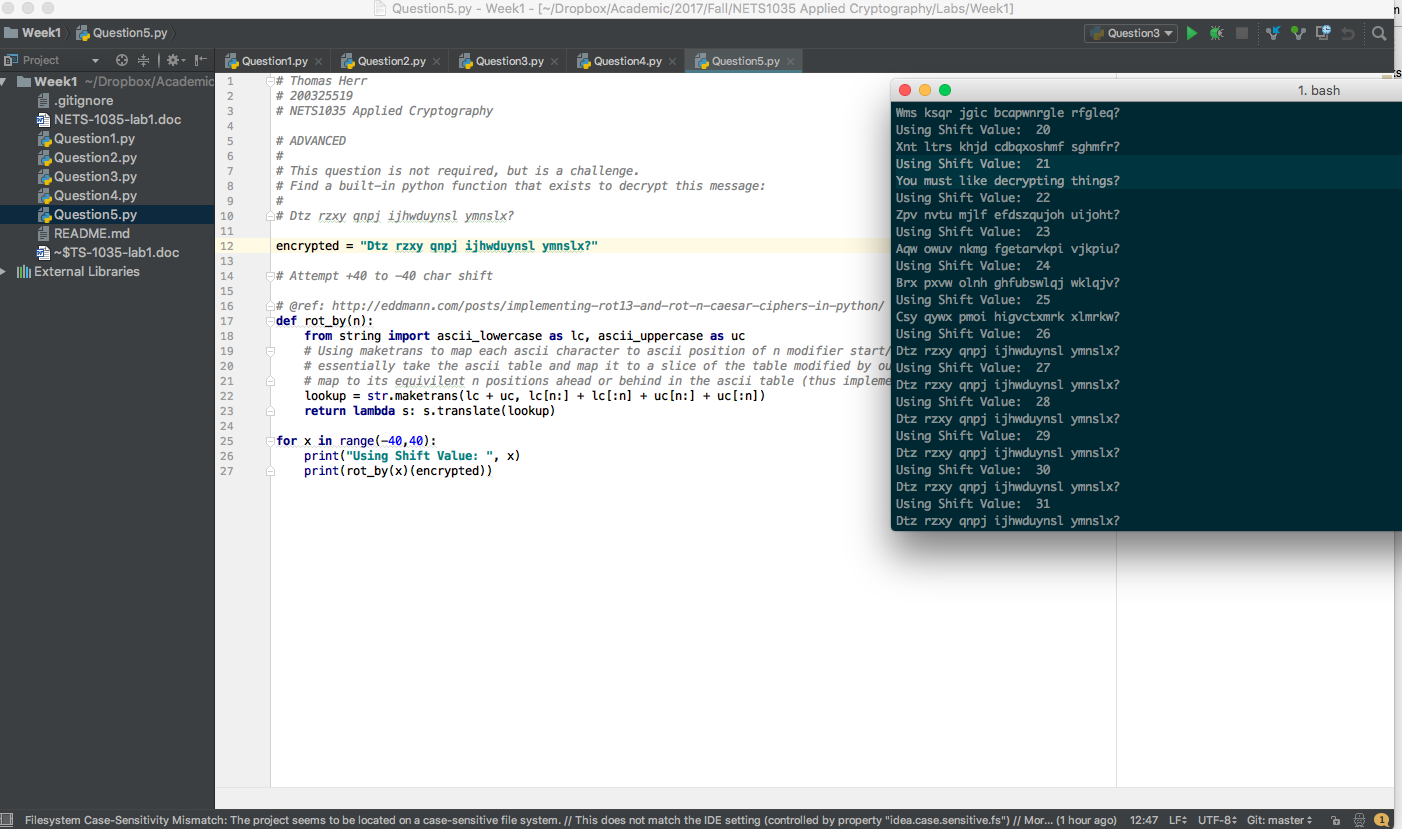 Question5.py - Week1 - [~/Dropbox/Academic/2017/Fall/NETS1035 Applied Cryptography/Labs/Week1]
Week1 Question5.py
Question3
Project
Question1.py Question2.py Question3.py Question4.py Question5.py
Week1 ~/Dropbox/Academic
.gitignore
NETS-1035-lab1.doc
Question1.py
Question2.py
Question3.py
Question4.py
Question5.py
README.md
~$TS-1035-lab1.doc
External Libraries
1 # Thomas Herr
2 # 200325519
3 # NETS1035 Applied Cryptography
4
5 # ADVANCED
6 #
7 # This question is not required, but is a challenge.
8 # Find a built-in python function that exists to decrypt this message:
9 #
10 # Dtz rzxy qnpj ijhwduynsl ymnslx?
11
12 encrypted = "Dtz rzxy qnpj ijhwduynsl ymnslx?"
13
14 # Attempt +40 to -40 char shift
15
16 # @ref: http://eddmann.com/posts/implementing-rot13-and-rot-n-caesar-ciphers-in-python/
17 def rot_by(n):
18 from string import ascii_lowercase as lc, ascii_uppercase as uc
19 # Using maketrans to map each ascii character to ascii position of n modifier start/
20 # essentially take the ascii table and map it to a slice of the table modified by ou
21 # map to its equivilent n positions ahead or behind in the ascii table (thus impleme
22 lookup = str.maketrans(lc + uc, lc[n:] + lc[:n] + uc[n:] + uc[:n])
23 return lambda s: s.translate(lookup)
24
25 for x in range(-40,40):
26 print("Using Shift Value: ", x)
27 print(rot_by(x)(encrypted))
1. bash
Wms ksqr jgic bcapwnrgle rfgleq?
Using Shift Value:  20
Xnt ltrs khjd cdbqxoshmf sghmfr?
Using Shift Value:  21
You must like decrypting things?
Using Shift Value:  22
Zpv nvtu mjlf efdszqujoh uijoht?
Using Shift Value:  23
Aqw owuv nkmg fgetarvkpi vjkpiu?
Using Shift Value:  24
Brx pxvw olnh ghfubswlqj wklqjv?
Using Shift Value:  25
Csy qywx pmoi higvctxmrk xlmrkw?
Using Shift Value:  26
Dtz rzxy qnpj ijhwduynsl ymnslx?
Using Shift Value:  27
Dtz rzxy qnpj ijhwduynsl ymnslx?
Using Shift Value:  28
Dtz rzxy qnpj ijhwduynsl ymnslx?
Using Shift Value:  29
Dtz rzxy qnpj ijhwduynsl ymnslx?
Using Shift Value:  30
Dtz rzxy qnpj ijhwduynsl ymnslx?
Using Shift Value:  31
Dtz rzxy qnpj ijhwduynsl ymnslx?
Filesystem Case-Sensitivity Mismatch: The project seems to be located on a case-sensitive file system. // This does not match the IDE setting (controlled by property "idea.case.sensitive.fs") // Mor... (1 hour ago) 12:47 LF UTF-8 Git: master 1